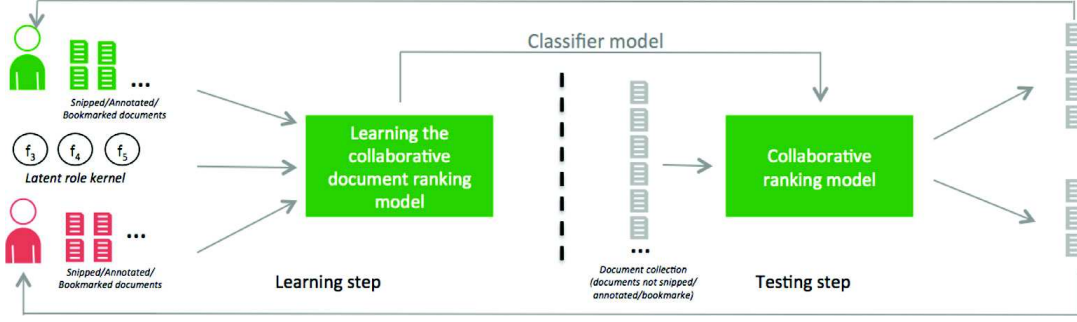 Classifier model
...
Snipped/Annotated/
Bookmarked documents
f3 f4 f5
Latent role kernel
...
Snipped/Annotated/
Bookmarked documents
Learning the
collaborative
document ranking
model
Learning step
...
Document collection
(documents not snipped/
annotated/bookmarke)
Collaborative
ranking model
Testing step